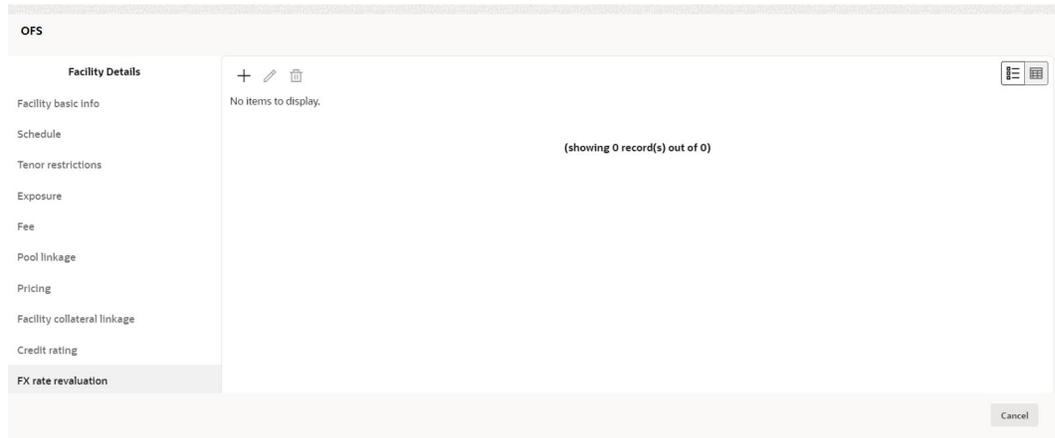 OFS
Facility Details
Facility basic info
Schedule
Tenor restrictions
Exposure
Fee
Pool linkage
Pricing
Facility collateral linkage
Credit rating
FX rate revaluation
No items to display.
(showing 0 record(s) out of 0)
Cancel